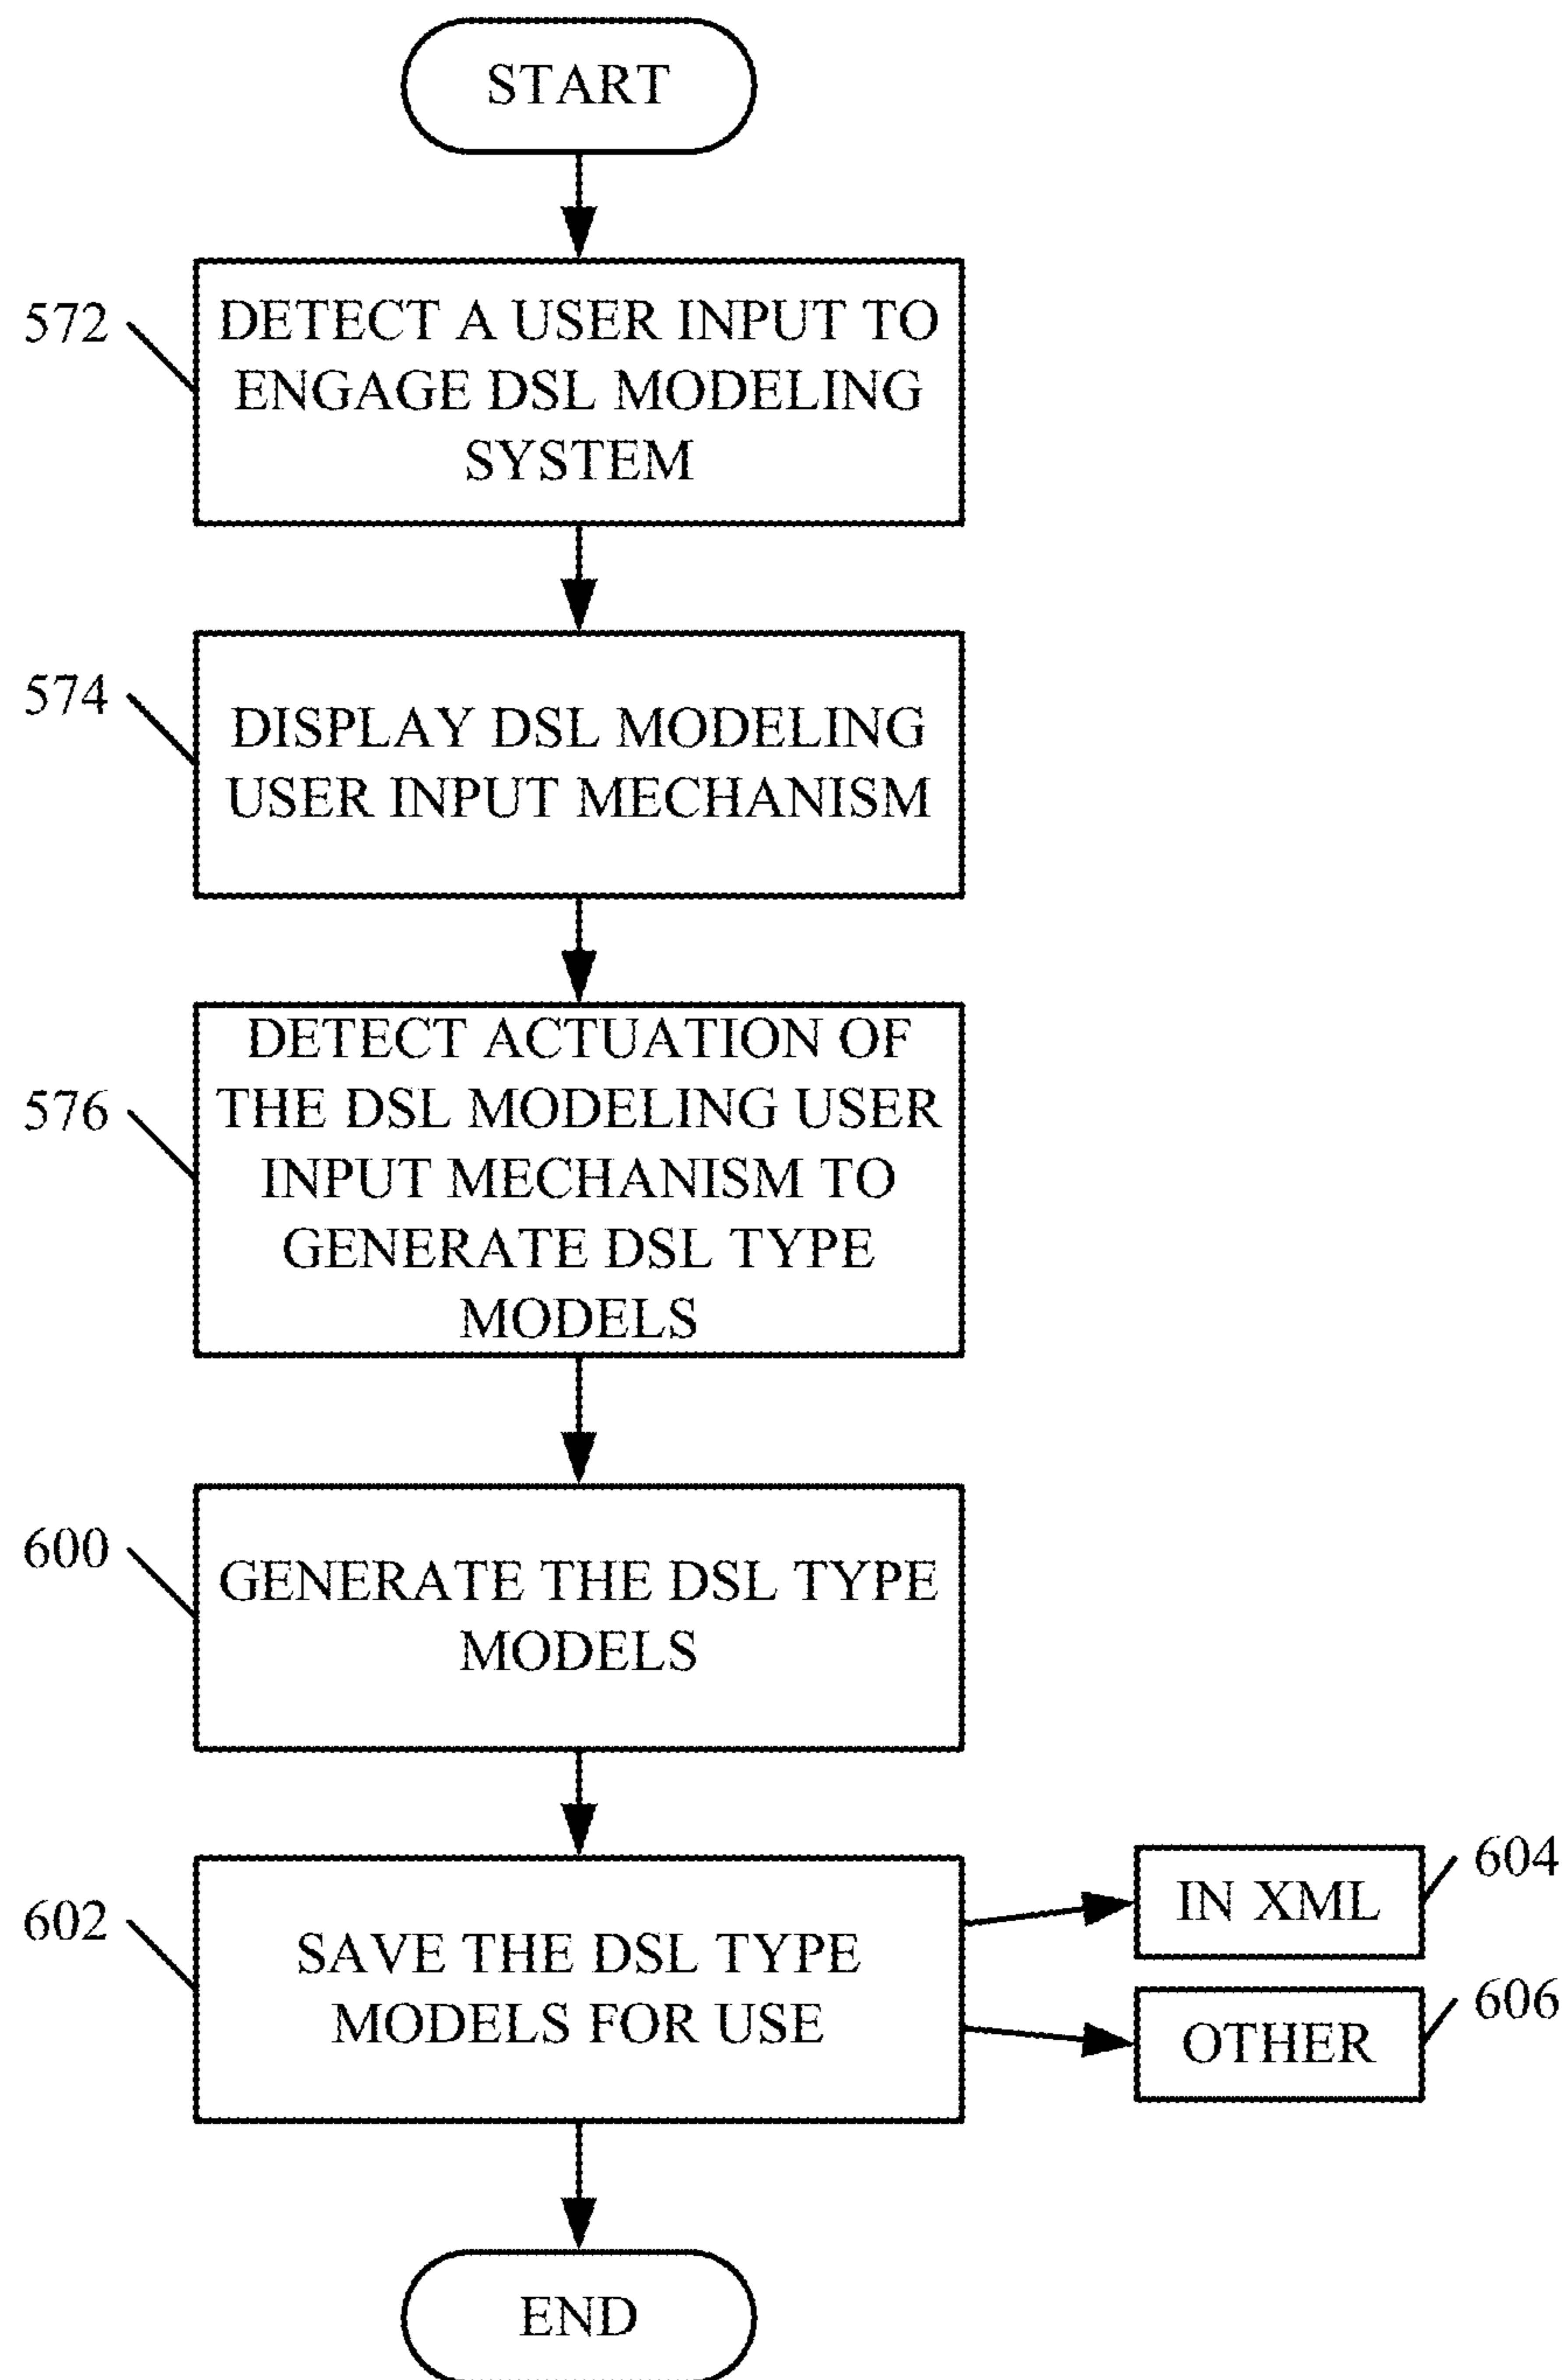 START
572
DETECT A USER INPUT TO
ENGAGE DSL MODELING
SYSTEM
574
DISPLAY DSL MODELING
USER INPUT MECHANISM
576
DETECT ACTUATION OF
THE DSL MODELING USER
INPUT MECHANISM TO
GENERATE DSL TYPE
MODELS
600
GENERATE THE DSL TYPE
MODELS
602
SAVE THE DSL TYPE
MODELS FOR USE
IN XML
604
OTHER
606
END